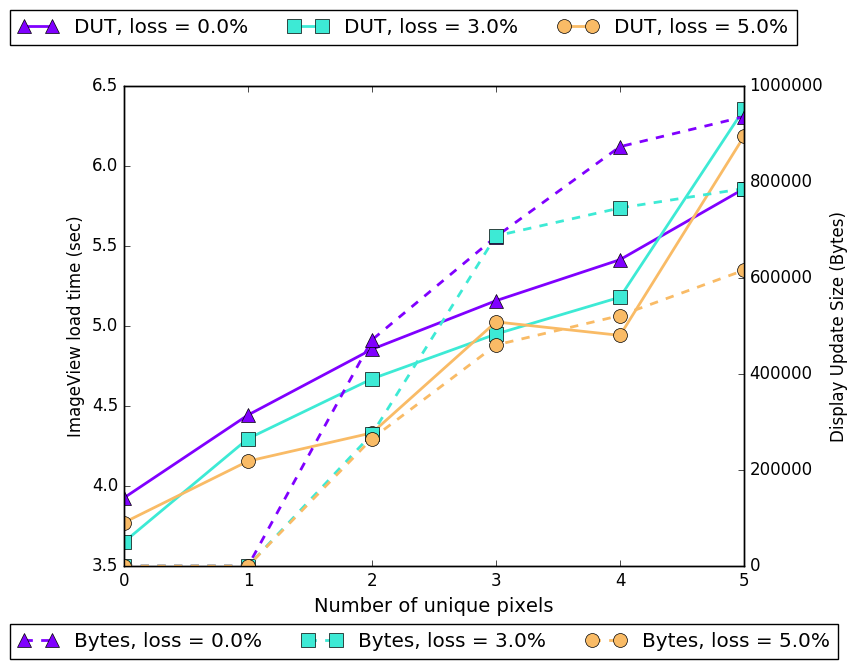 DUT, loss = 0.0% DUT, loss = 3.0% DUT, loss = 5.0%
6.5 1000000
6.0
800000
5.5
600000
5.0
400000
4.5
4.0
200000
3.5 0
ImageView load time (sec)
Display Update Size (Bytes)
0 1 2 3 4 5
Number of unique pixels
Bytes, loss = 0.0% Bytes, loss = 3.0% Bytes, loss = 5.0%